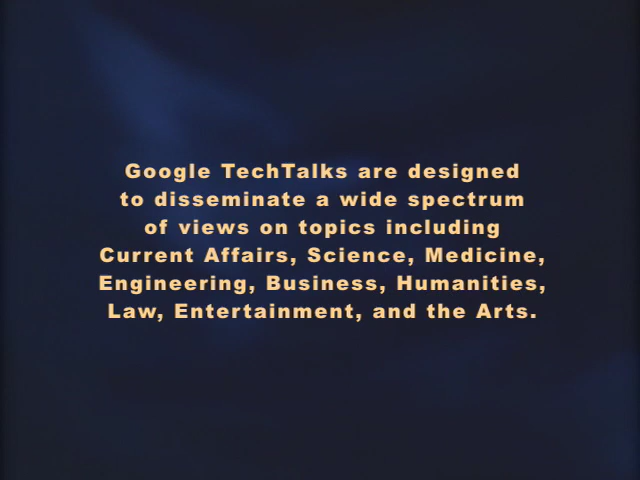 Google TechTalks are designed
to disseminate a wide spectrum
of views on topics including
Current Affairs, Science, Medicine,
Engineering, Business, Humanities,
Law, Entertainment, and the Arts.